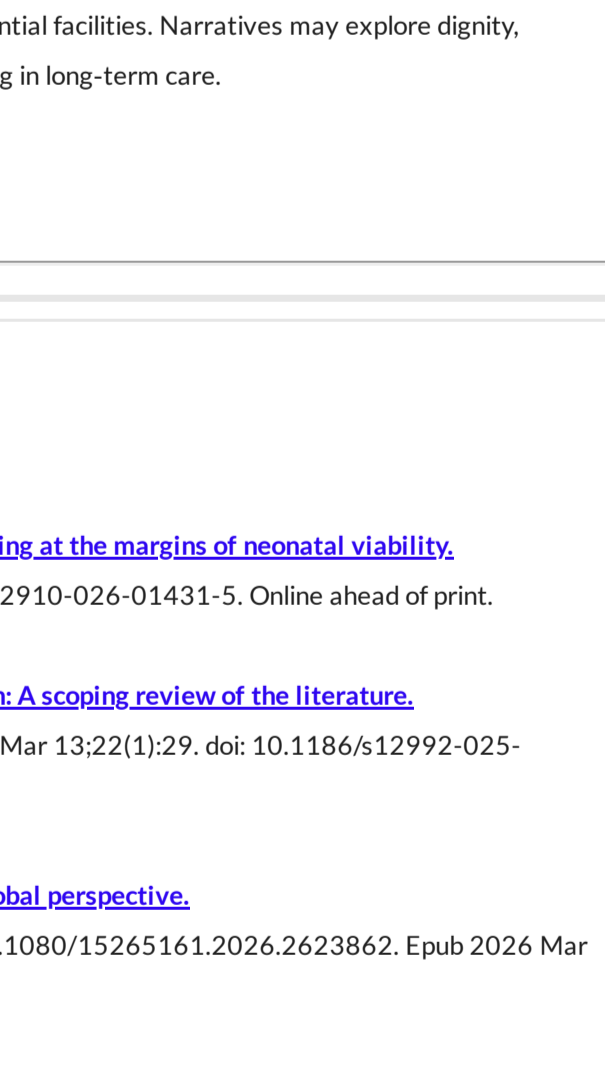 ntial facilities. Narratives may explore dignity,
g in long-term care.
ing at the margins of neonatal viability.
2910-026-01431-5. Online ahead of print.
n: A scoping review of the literature.
Mar 13;22(1):29. doi: 10.1186/s12992-025-
obal perspective.
.1080/15265161.2026.2623862. Epub 2026 Mar